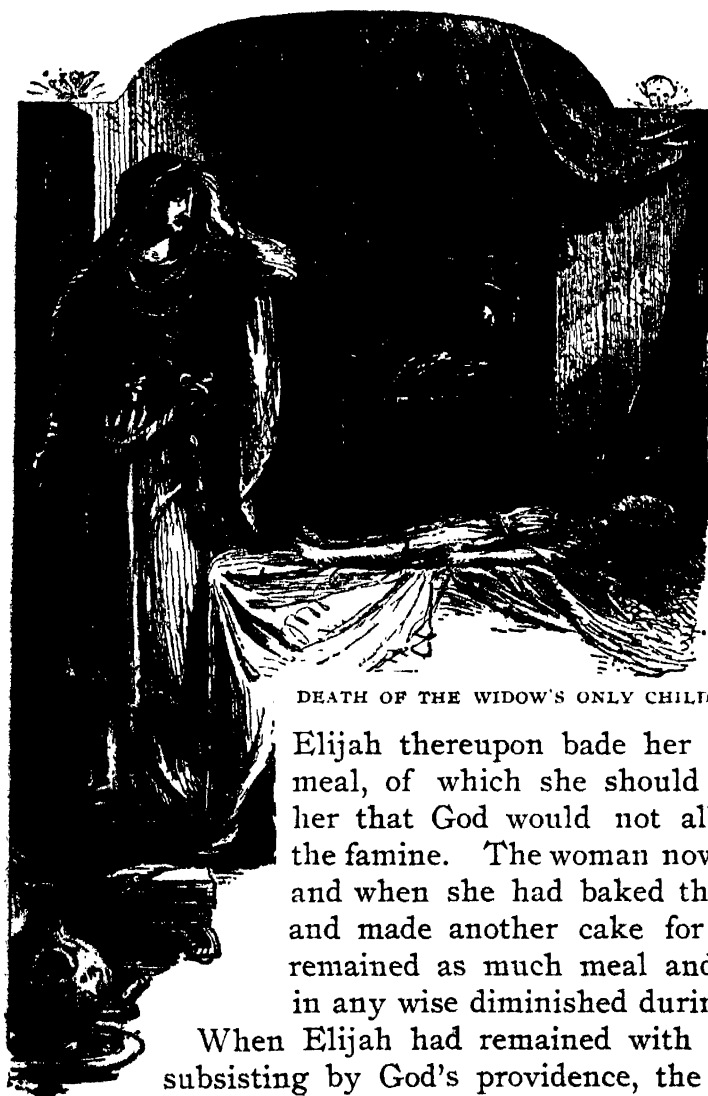 DEATH OF THE WIDOW'S ONLY CHILD
Elijah thereupon bade her
meal, of which she should
her that God would not al
the famine. The woman nov
and when she had baked th
and made another cake for
remained as much meal and
in any wise diminished durin
When Elijah had remained with
subsisting by God's providence, the